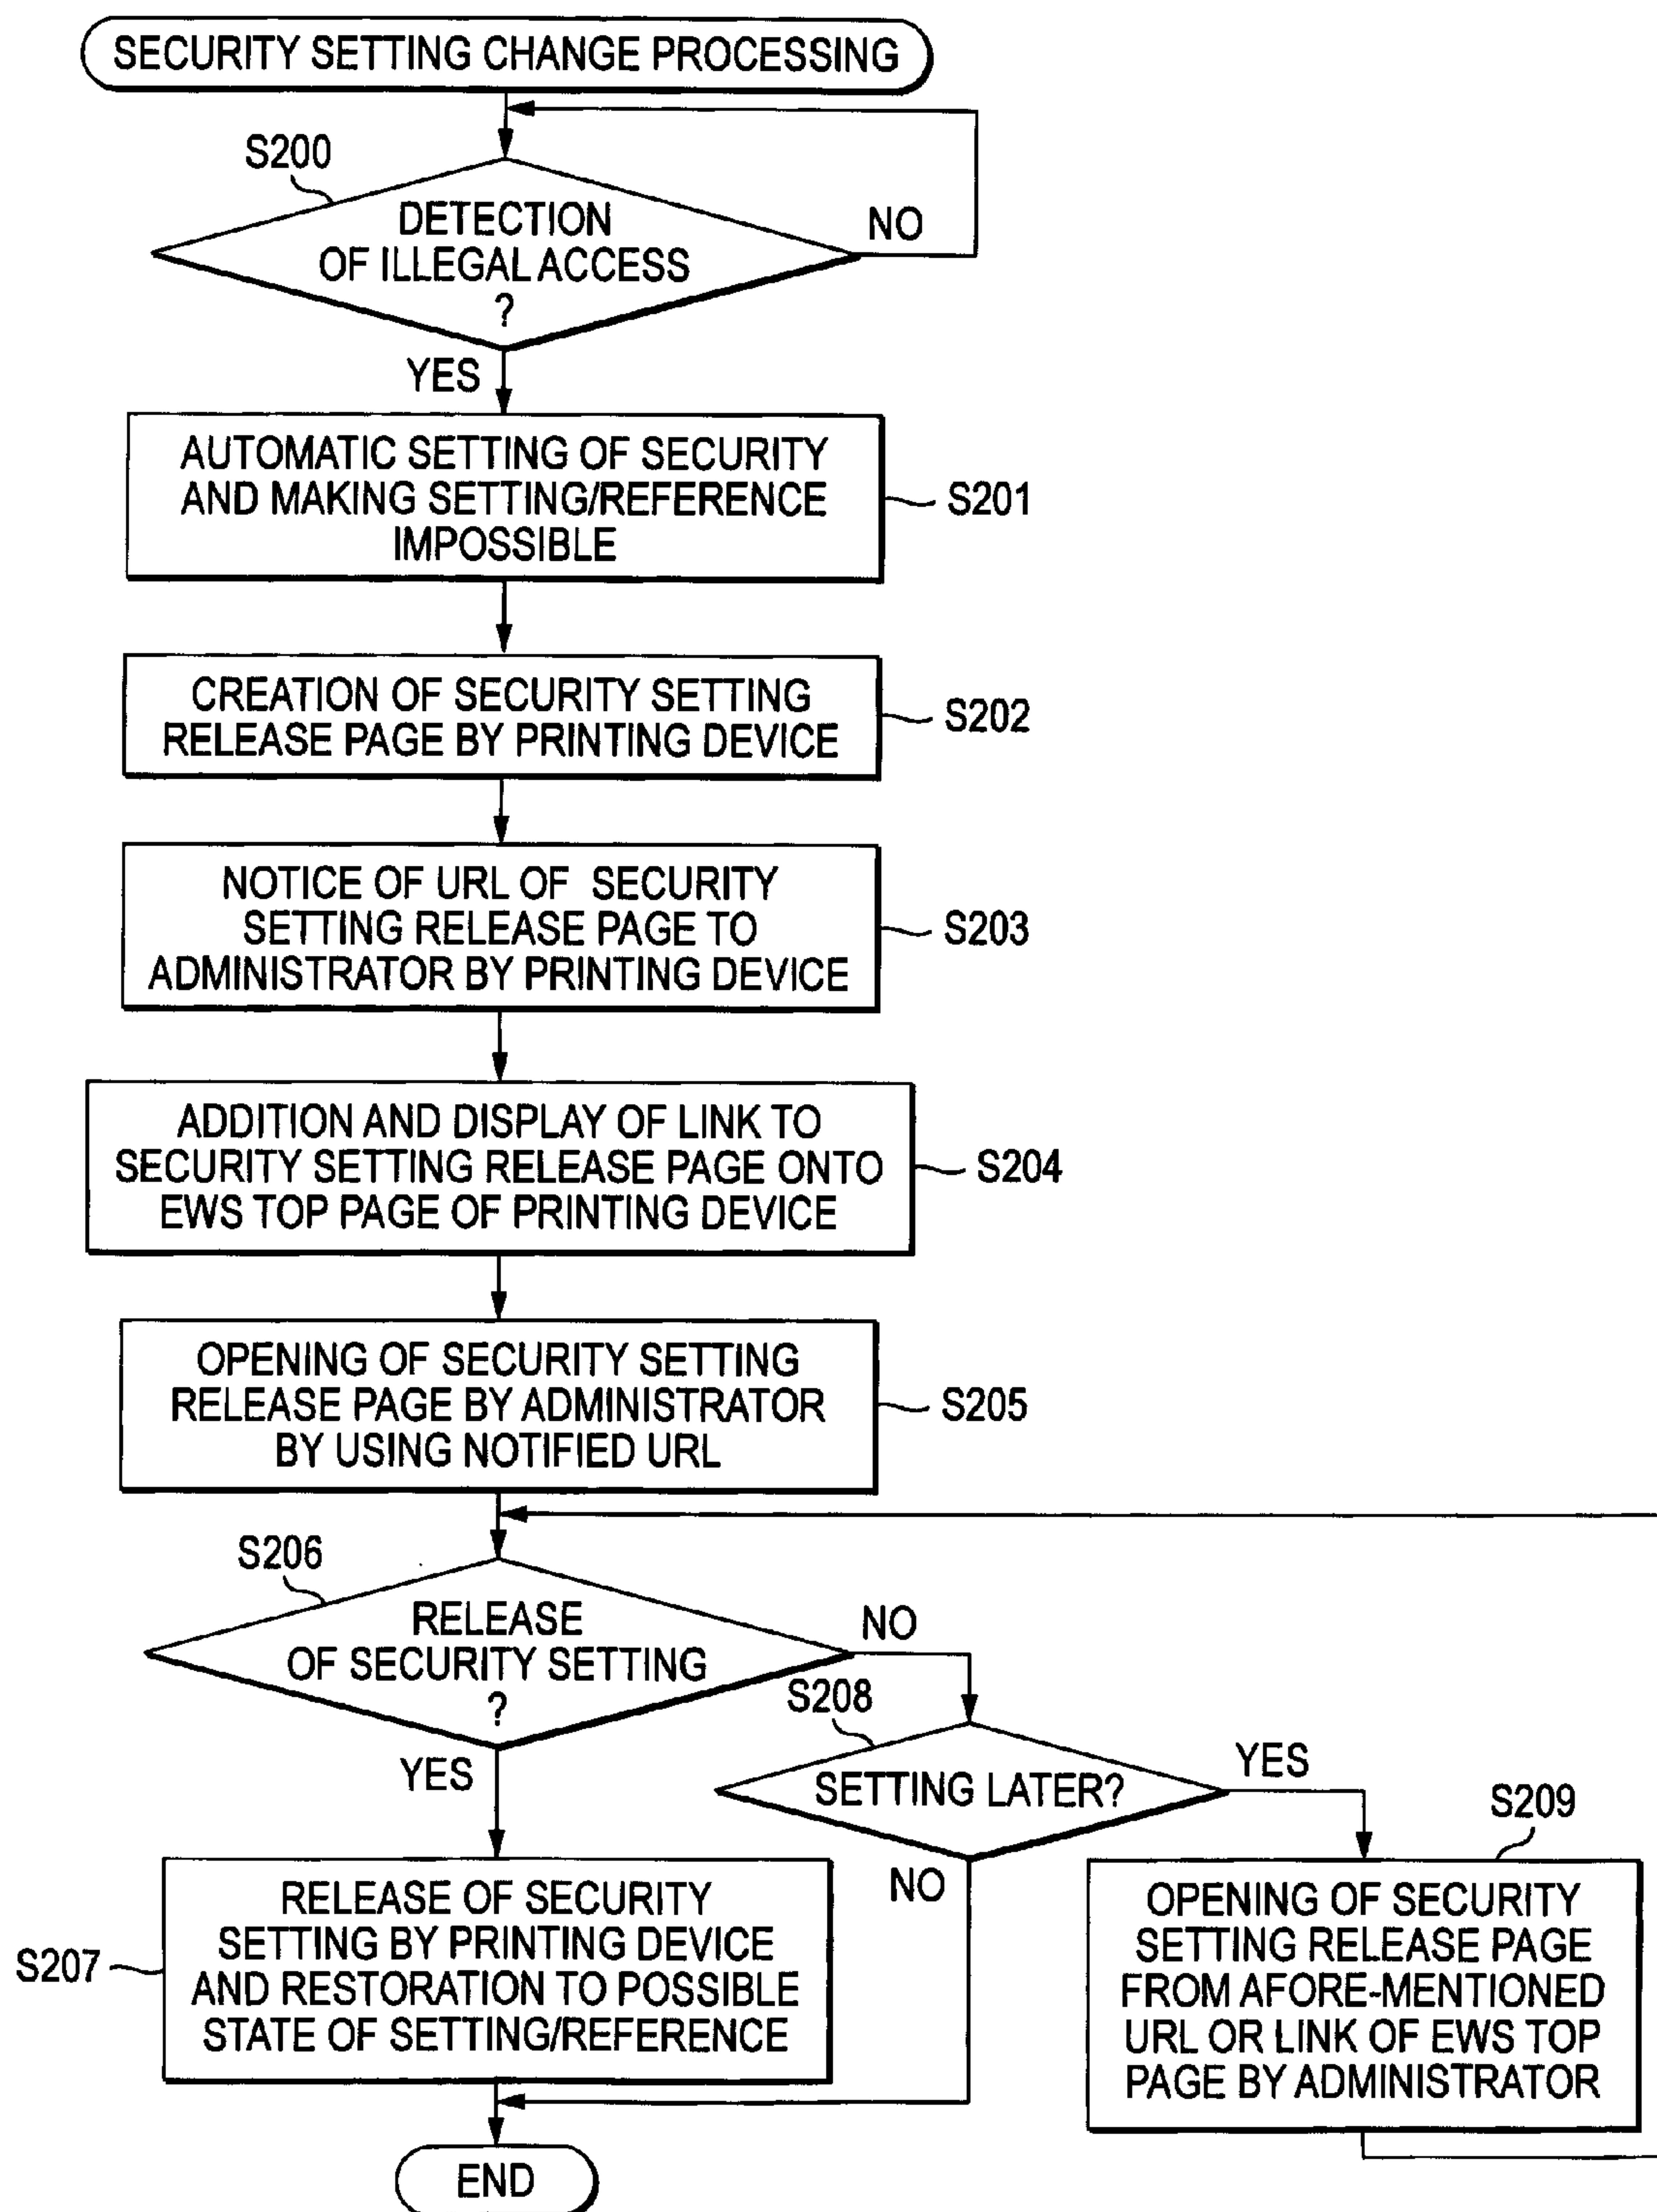 SECURITY SETTING CHANGE PROCESSING
S200
DETECTION
OF ILLEGAL ACCESS
?
NO
YES
AUTOMATIC SETTING OF SECURITY
AND MAKING SETTING/REFERENCE
IMPOSSIBLE
S201
CREATION OF SECURITY SETTING
RELEASE PAGE BY PRINTING DEVICE
S202
NOTICE OF URL OF SECURITY
SETTING RELEASE PAGE TO
ADMINISTRATOR BY PRINTING DEVICE
S203
ADDITION AND DISPLAY OF LINK TO
SECURITY SETTING RELEASE PAGE ONTO
EWS TOP PAGE OF PRINTING DEVICE
S204
OPENING OF SECURITY SETTING
RELEASE PAGE BY ADMINISTRATOR
BY USING NOTIFIED URL
S205
S206
RELEASE
OF SECURITY SETTING
?
NO
YES
S208
SETTING LATER?
YES
NO
S209
OPENING OF SECURITY
SETTING RELEASE PAGE
FROM AFORE-MENTIONED
URL OR LINK OF EWS TOP
PAGE BY ADMINISTRATOR
S207
RELEASE OF SECURITY
SETTING BY PRINTING DEVICE
AND RESTORATION TO POSSIBLE
STATE OF SETTING/REFERENCE
END